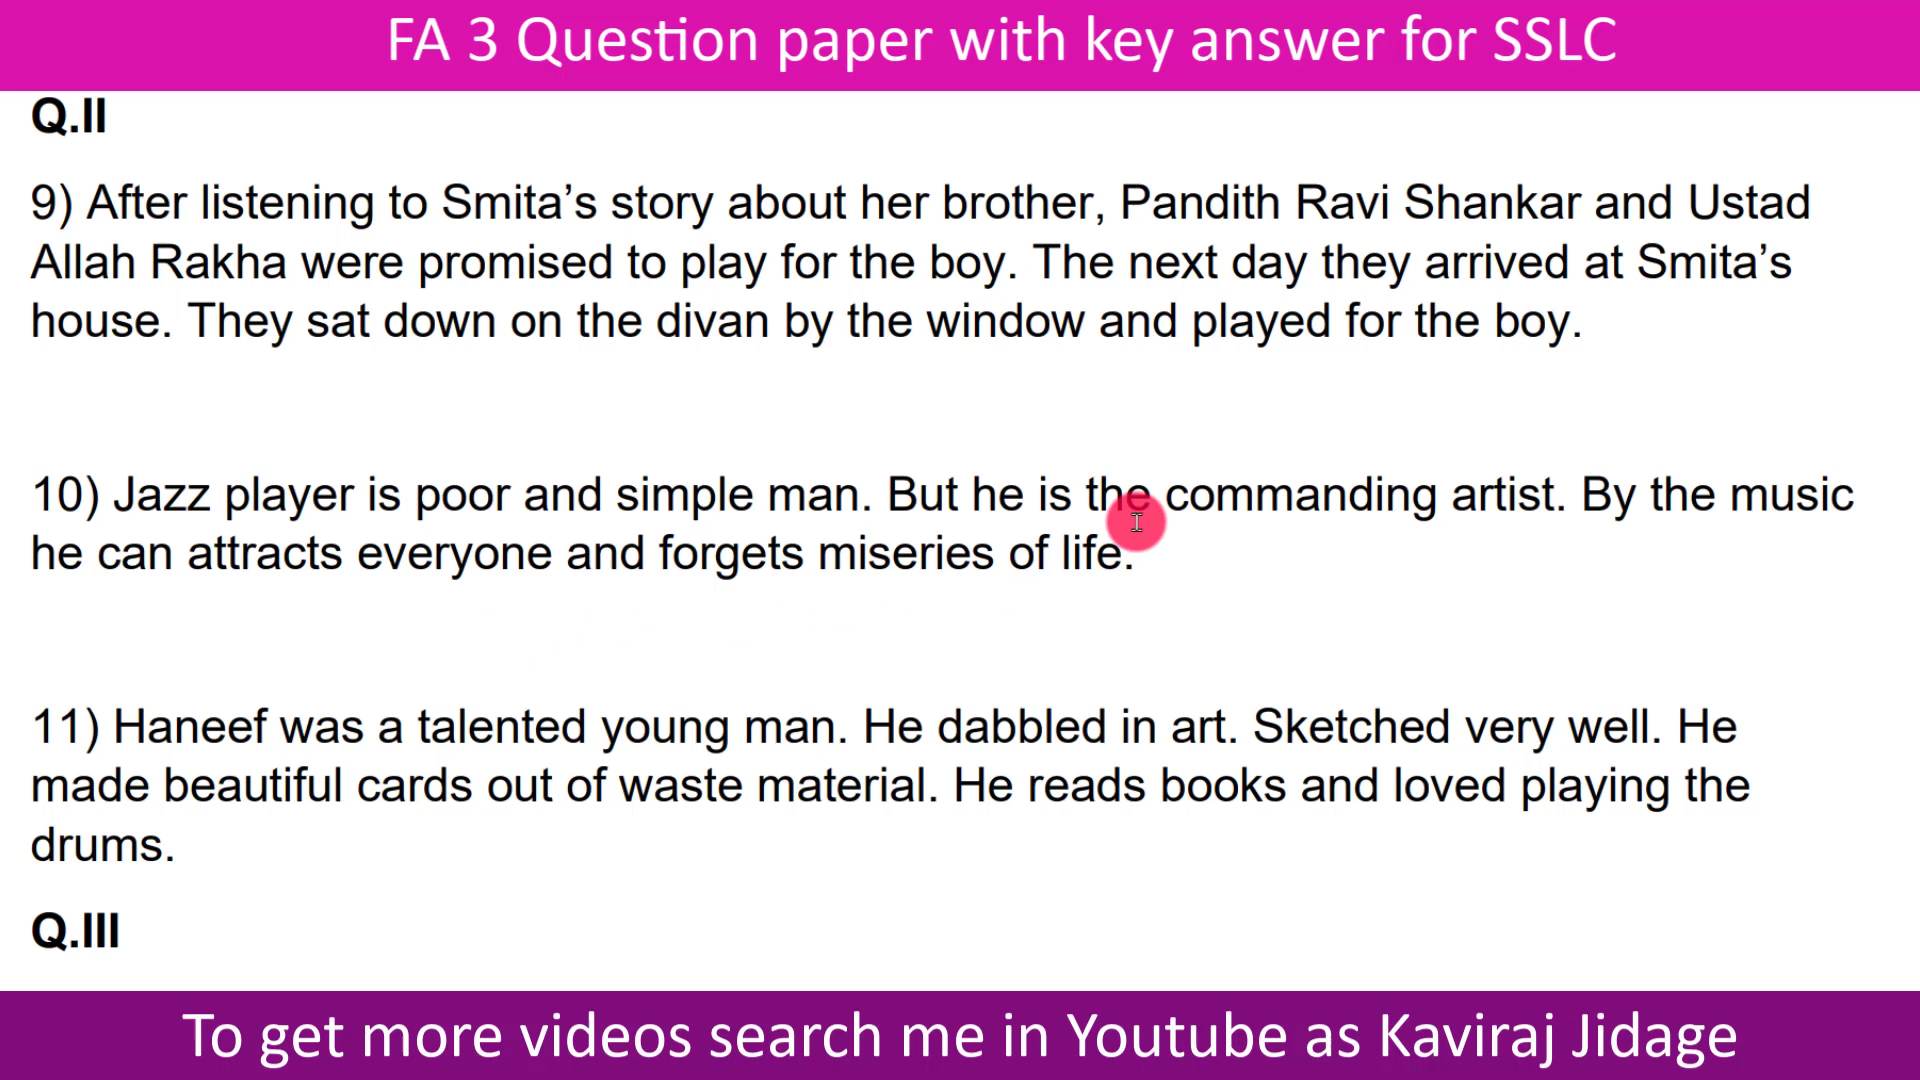 FA 3 Question paper with key answer for SSLC
Q.II
9) After listening to Smita’s story about her brother, Pandith Ravi Shankar and Ustad
Allah Rakha were promised to play for the boy. The next day they arrived at Smita’s
house. They sat down on the divan by the window and played for the boy.
10) Jazz player is poor and simple man. But he is the commanding artist. By the music
he can attracts everyone and forgets miseries of life.
11) Haneef was a talented young man. He dabbled in art. Sketched very well. He
made beautiful cards out of waste material. He reads books and loved playing the
drums.
Q.III
To get more videos search me in Youtube as Kaviraj Jidage